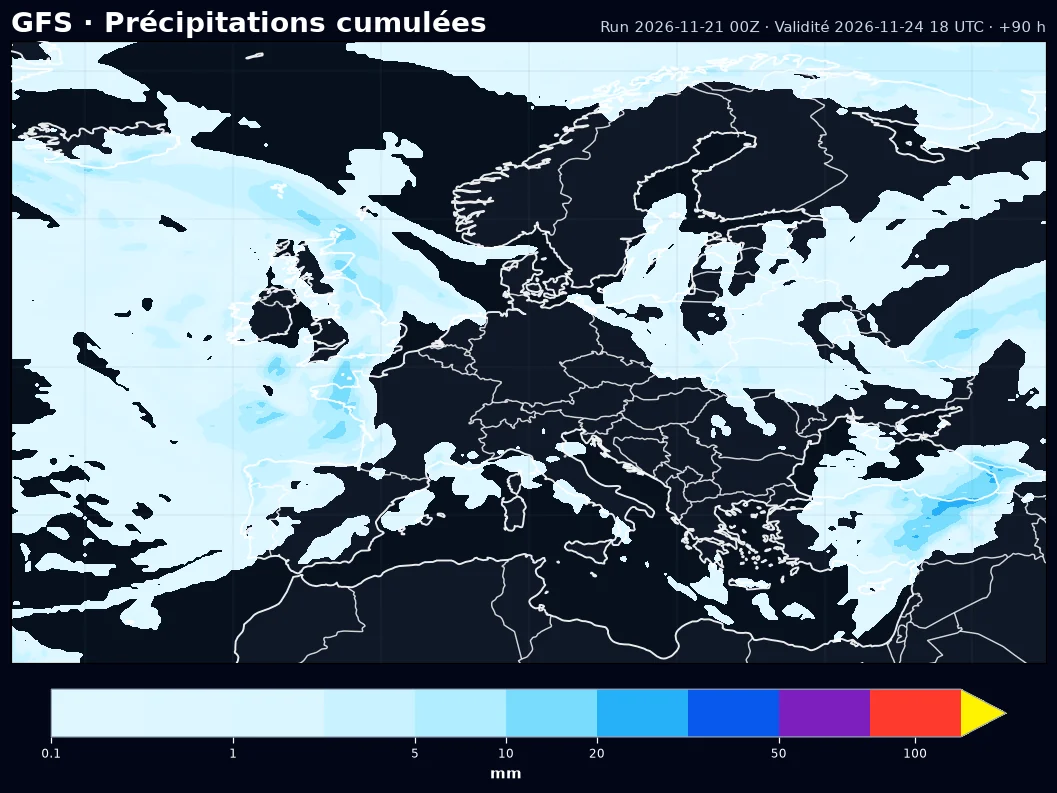 GFS · Précipitations cumulées
Run 2026-11-21 00Z · Validité 2026-11-24 18 UTC · +90 h
0.1 1 5 10 20 50 100
mm